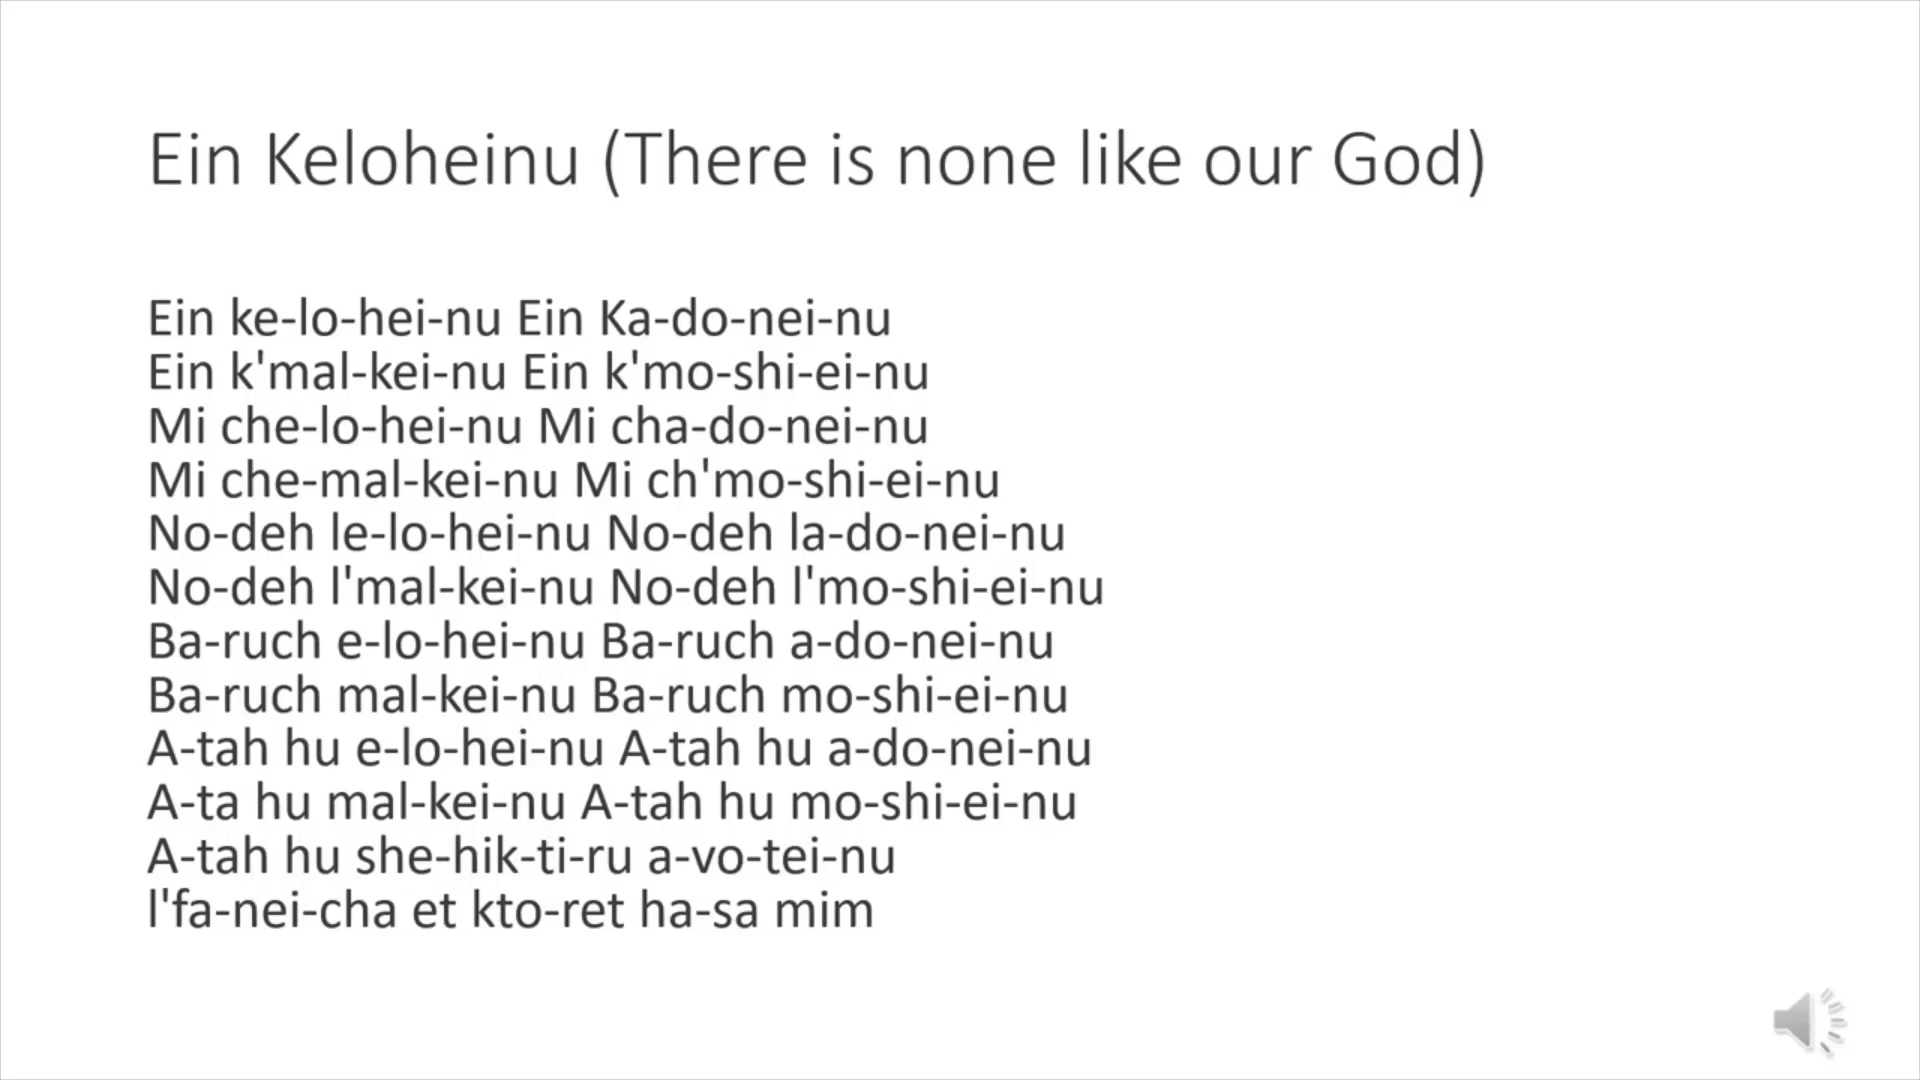 Ein Keloheinu (There is none like our God)
Ein ke-lo-hei-nu Ein Ka-do-nei-nu
Ein k'mal-kei-nu Ein k'mo-shi-ei-nu
Mi che-lo-hei-nu Mi cha-do-nei-nu
Mi che-mal-kei-nu Mi ch'mo-shi-ei-nu
No-deh le-lo-hei-nu No-deh la-do-nei-nu
No-deh l'mal-kei-nu No-deh l'mo-shi-ei-nu
Ba-ruch e-lo-hei-nu Ba-ruch a-do-nei-nu
Ba-ruch mal-kei-nu Ba-ruch mo-shi-ei-nu
A-tah hu e-lo-hei-nu A-tah hu a-do-nei-nu
A-ta hu mal-kei-nu A-tah hu mo-shi-ei-nu
A-tah hu she-hik-ti-ru a-vo-tei-nu
l'fa-nei-cha et kto-ret ha-sa mim